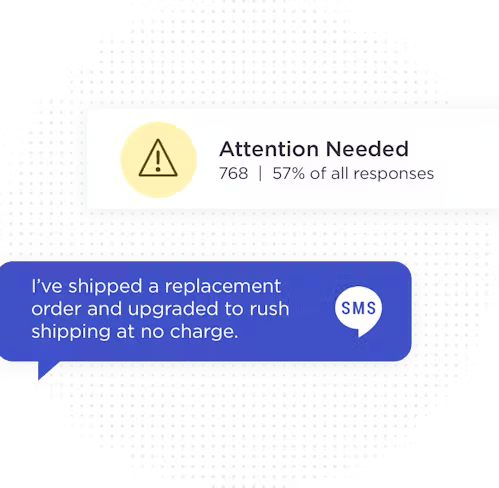 Attention Needed
768 | 57% of all responses
I've shipped a replacement
order and upgraded to rush
shipping at no charge.
SMS